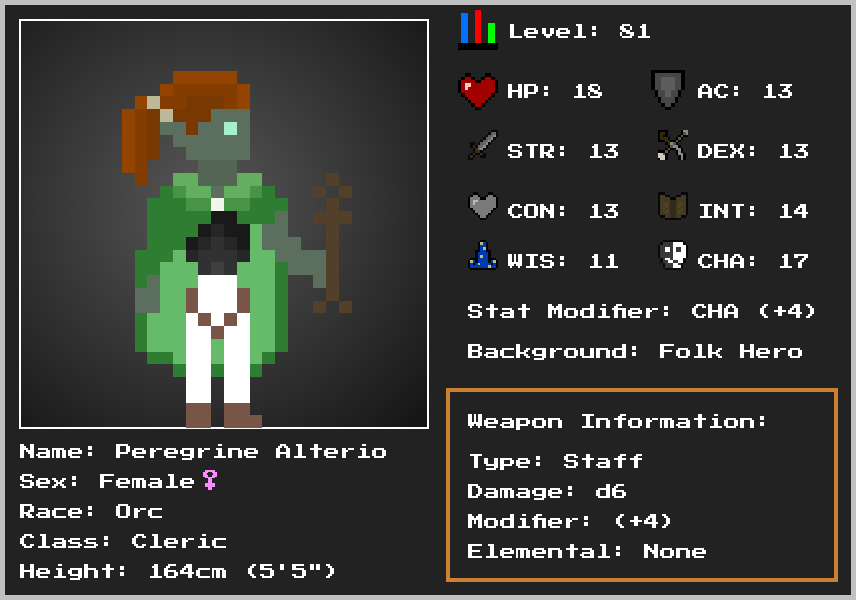 Level: 81
HP: 18
AC: 13
STR: 13
DEX: 13
CON: 13
INT: 14
WIS: 11
CHA: 17
Stat Modifier: CHA (+4)
Background: Folk Hero
Weapon Information:
Type: Staff
Damage: d6
Modifier: (+4)
Elemental: None
Name: Peregrine Alterio
Sex: Female♀
Race: Orc
Class: Cleric
Height: 164cm (5'5")